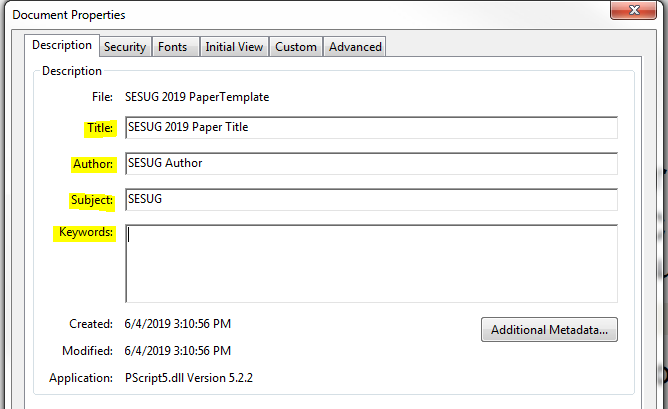 Document Properties
Description Security Fonts Initial View Custom Advanced
Description
File: SESUG 2019 PaperTemplate
Title: SESUG 2019 Paper Title
Author: SESUG Author
Subject: SESUG
Keywords:
Created: 6/4/2019 3:10:56 PM
Additional Metadata...
Modified: 6/4/2019 3:10:56 PM
Application: PScript5.dll Version 5.2.2